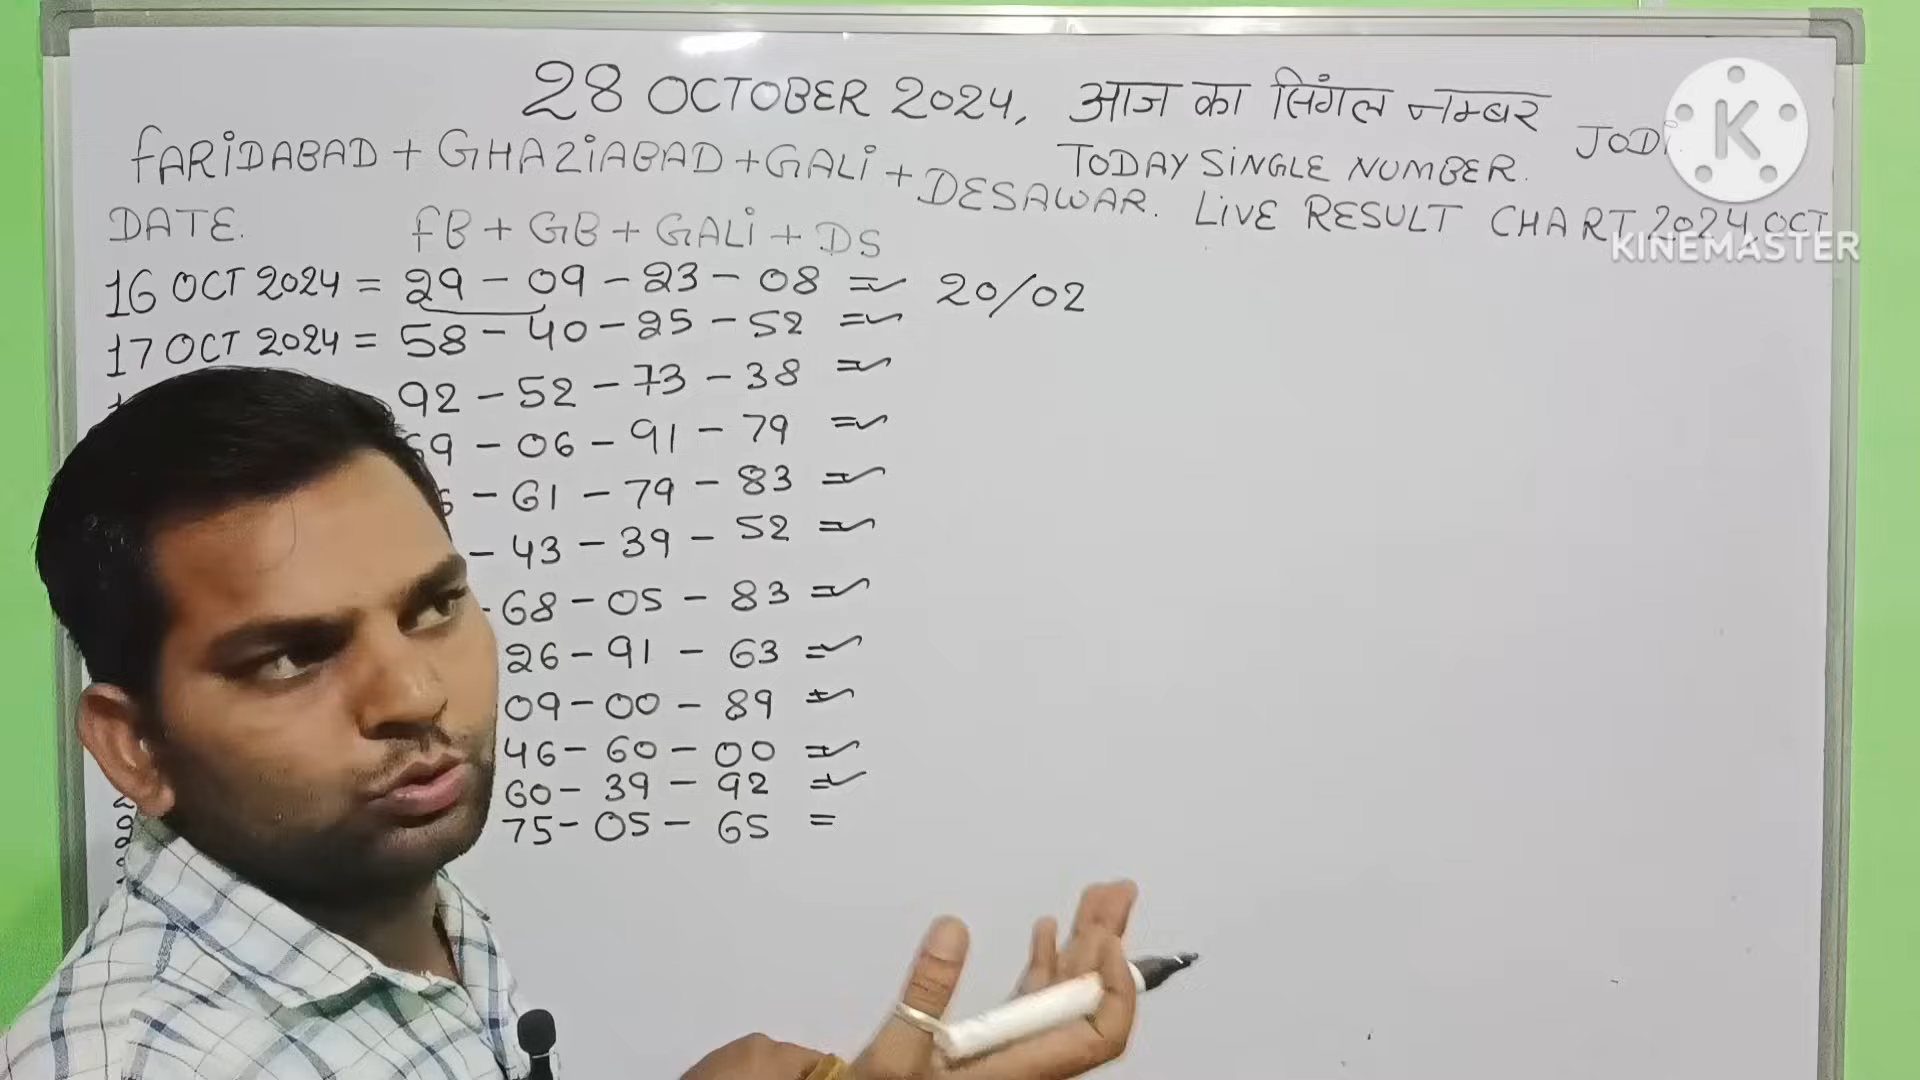 28 OCTOBER 2024, आज का सिंगल नम्बर
FARIDABAD + GHAZIABAD + GALI + DESAWAR. TODAY SINGLE NUMBER. JODI
LIVE RESULT CHART 2024, OCT
KINEMASTER
DATE. FB + GB + GALI + DS
16 OCT 2024 = 29 - 09 - 23 - 08 = 20/02
17 OCT 2024 = 58 - 40 - 25 - 52 =
92 - 52 - 73 - 38 =
69 - 06 - 91 - 79 =
- 61 - 79 - 83 =
- 43 - 39 - 52 =
- 68 - 05 - 83 =
26 - 91 - 63 =
09 - 00 - 89 =
46 - 60 - 00 =
60 - 39 - 92 =
75 - 05 - 65 =